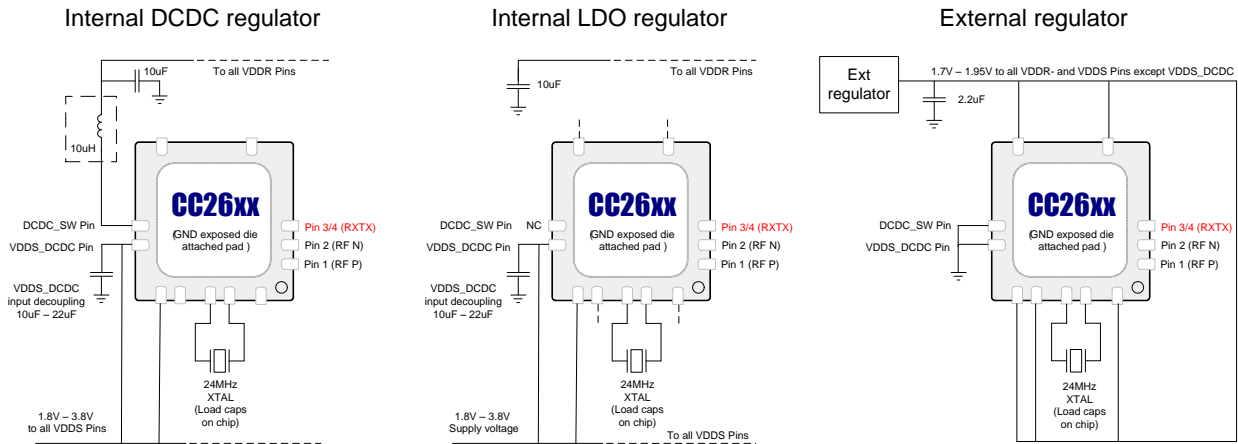 Internal DCDC regulator
10uF
To all VDDR Pins
10uH
CC26xx
(GND exposed die
attached pad )
DCDC_SW Pin
VDDS_DCDC Pin
Pin 3/4 (RXTX)
Pin 2 (RF N)
Pin 1 (RF P)
VDDS_DCDC
input decoupling
10uF – 22uF
24MHz
XTAL
(Load caps
on chip)
1.8V – 3.8V
to all VDDS Pins
Internal LDO regulator
10uF
To all VDDR Pins
CC26xx
(GND exposed die
attached pad )
DCDC_SW Pin NC
VDDS_DCDC Pin
Pin 3/4 (RXTX)
Pin 2 (RF N)
Pin 1 (RF P)
VDDS_DCDC
input decoupling
10uF – 22uF
24MHz
XTAL
(Load caps
on chip)
1.8V – 3.8V
Supply voltage
To all VDDS Pins
External regulator
Ext
regulator
1.7V – 1.95V to all VDDR- and VDDS Pins except VDDS_DCDC
2.2uF
CC26xx
(GND exposed die
attached pad )
DCDC_SW Pin
VDDS_DCDC Pin
Pin 3/4 (RXTX)
Pin 2 (RF N)
Pin 1 (RF P)
24MHz
XTAL
(Load caps
on chip)